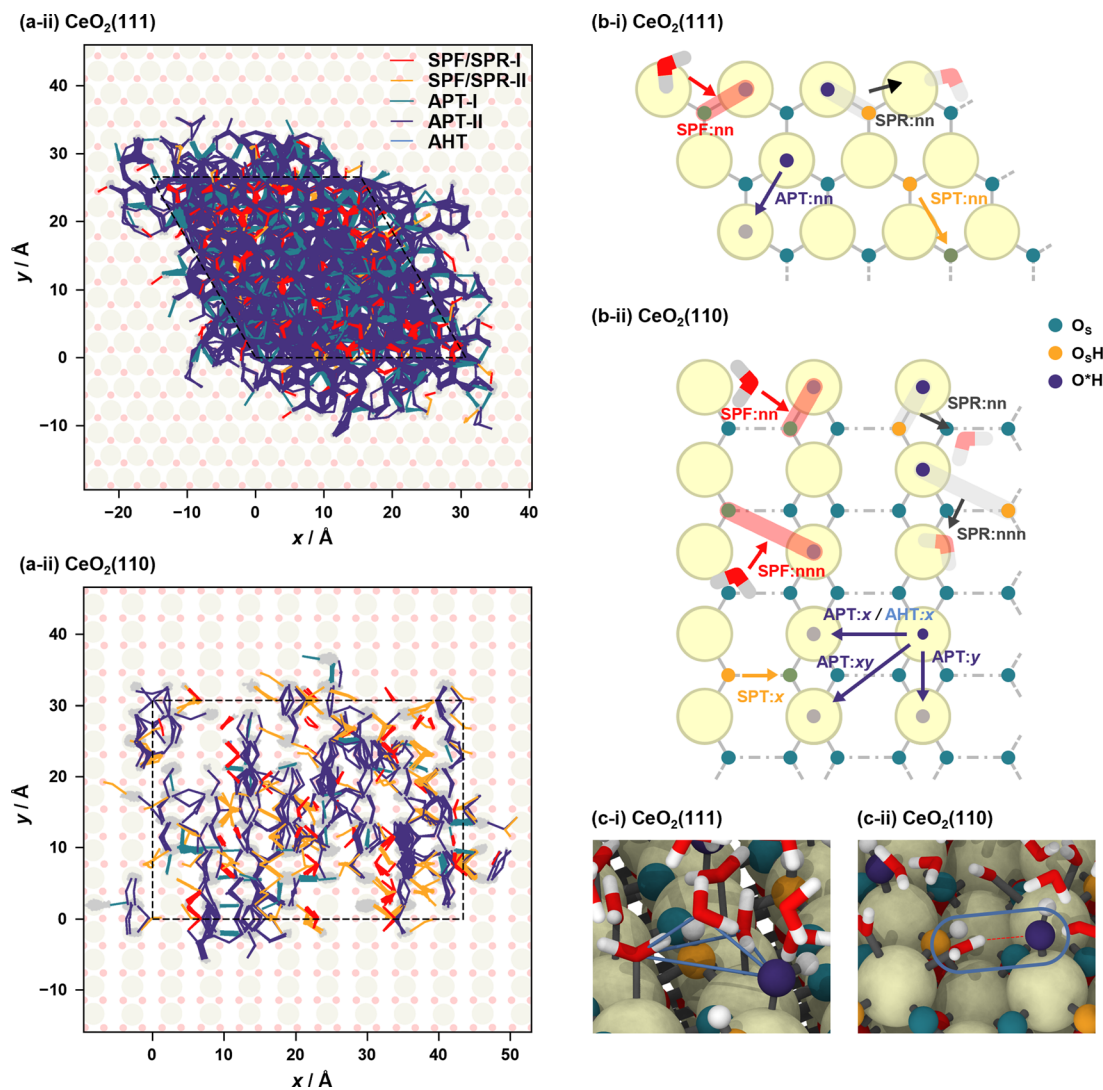 (a-ii) CeO2(111)
SPF/SPR-I
SPF/SPR-II
APT-I
APT-II
AHT
40
30
20
10
0
−10
y / Å
−20
−10
0
10
20
30
40
x / Å
(a-ii) CeO2(110)
40
30
20
10
0
−10
y / Å
0
10
20
30
40
50
x / Å
(b-i) CeO2(111)
SPF:nn
SPR:nn
APT:nn
SPT:nn
(b-ii) CeO2(110)
Os
OsH
O*H
SPF:nn
SPR:nn
SPR:nnn
SPF:nnn
APT:x / AHT:x
APT:xy
APT:y
SPT:x
(c-i) CeO2(111)
(c-ii) CeO2(110)